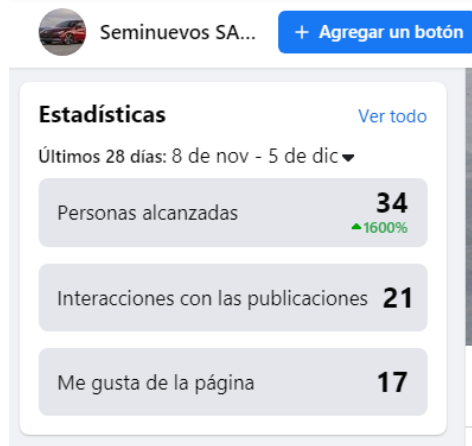 Seminuevos SA...
+ Agregar un botón
Estadísticas
Ver todo
Últimos 28 días: 8 de nov - 5 de dic
Personas alcanzadas
34
1600%
Interacciones con las publicaciones
21
Me gusta de la página
17